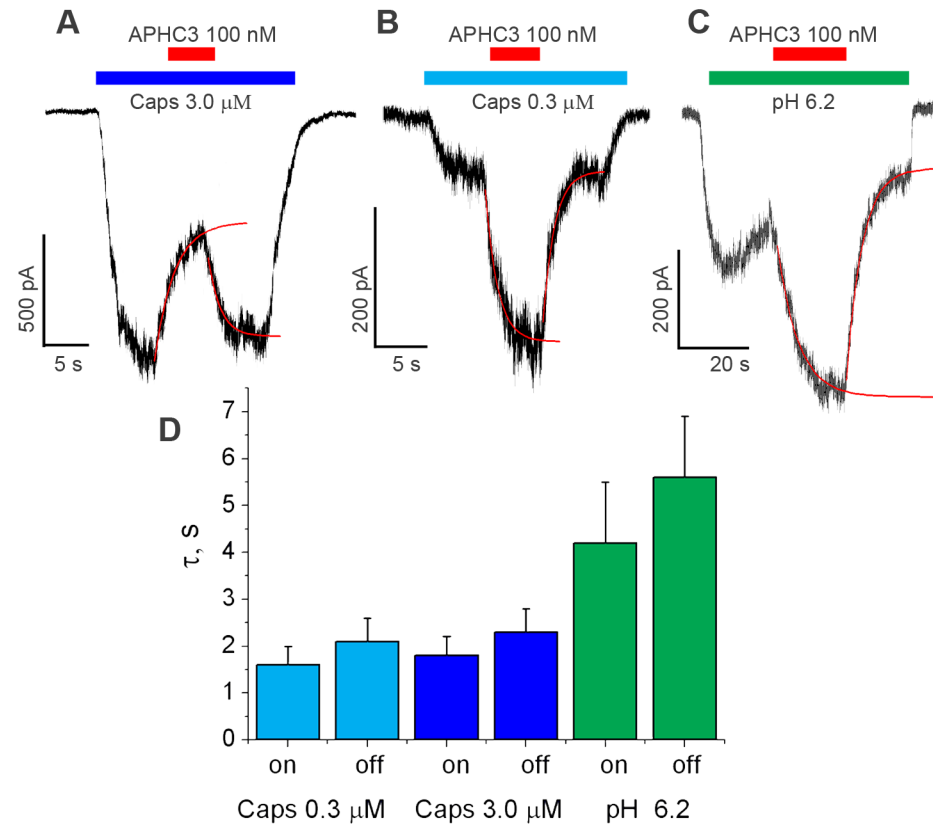 A
B
C
APHC3 100 nM
APHC3 100 nM
APHC3 100 nM
Caps 3.0 μM
Caps 0.3 μM
pH 6.2
500 pA
5 s
200 pA
5 s
200 pA
20 s
D
τ, s
7
6
5
4
3
2
1
0
on off on off on off
Caps 0.3 μM Caps 3.0 μM pH 6.2